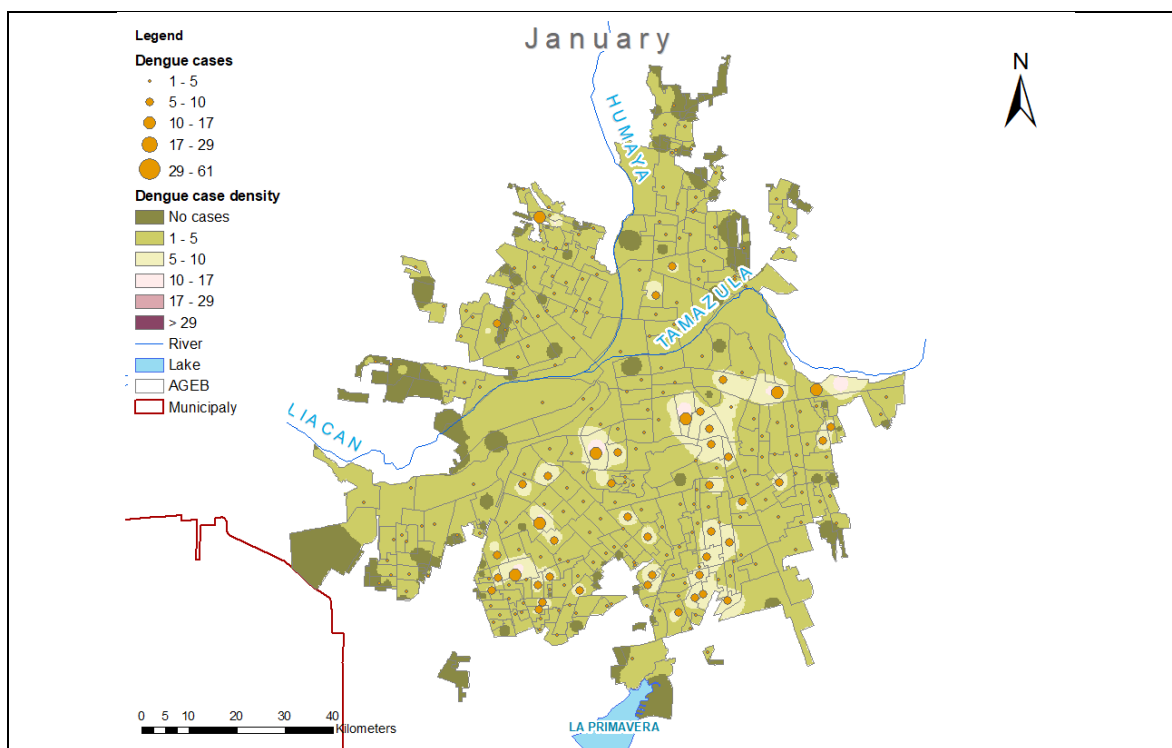 January
Legend
Dengue cases
1 - 5
5 - 10
10 - 17
17 - 29
29 - 61
Dengue case density
No cases
1 - 5
5 - 10
10 - 17
17 - 29
> 29
River
Lake
AGEB
Municipaly
N
HUMAYA
TAMAZULA
LIACAN
LA PRIMAVERA
0 5 10 20 30 40
Kilometers